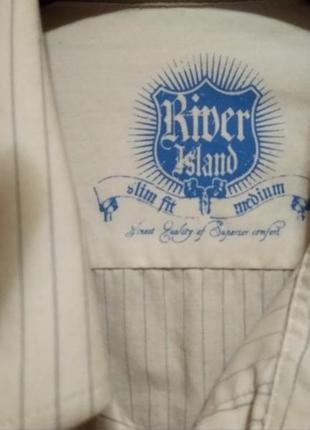 River
Island
slim fit medium
Finest Quality of Superior comfort